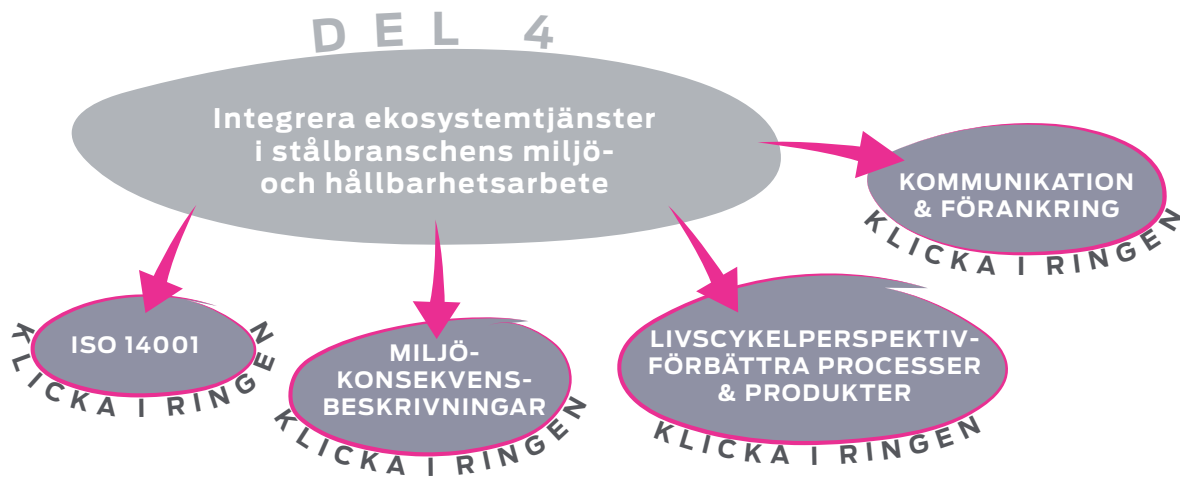 DEL 4
Integrera ekosystemtjänster
i stålbranschens miljö-
och hållbarhetsarbete
KOMMUNIKATION
& FÖRANKRING
KLICKA I RINGEN
ISO 14001
KLICKA I RINGEN
MILJÖ-
KONSEKVENS-
BESKRIVNINGAR
KLICKA I RINGEN
LIVSCYKELPERSPEKTIV-
FÖRBÄTTRA PROCESSER
& PRODUKTER
KLICKA I RINGEN